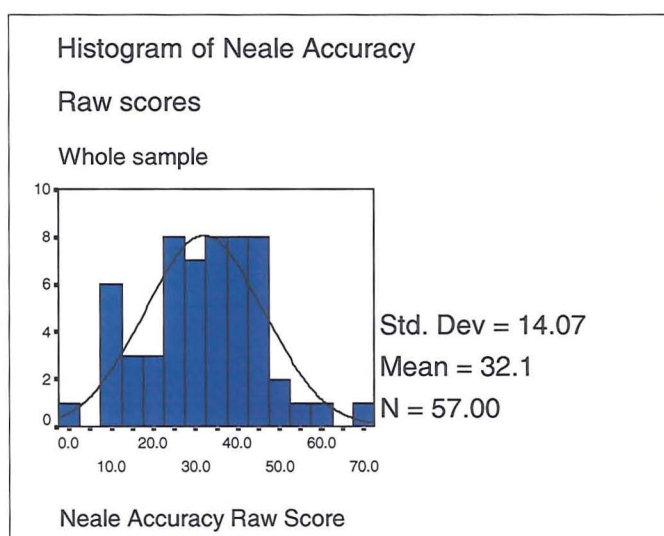 Histogram of Neale Accuracy
Raw scores
Whole sample
10
8
6
4
2
0
0.0 20.0 40.0 60.0
10.0 30.0 50.0 70.0
Std. Dev = 14.07
Mean = 32.1
N = 57.00
Neale Accuracy Raw Score